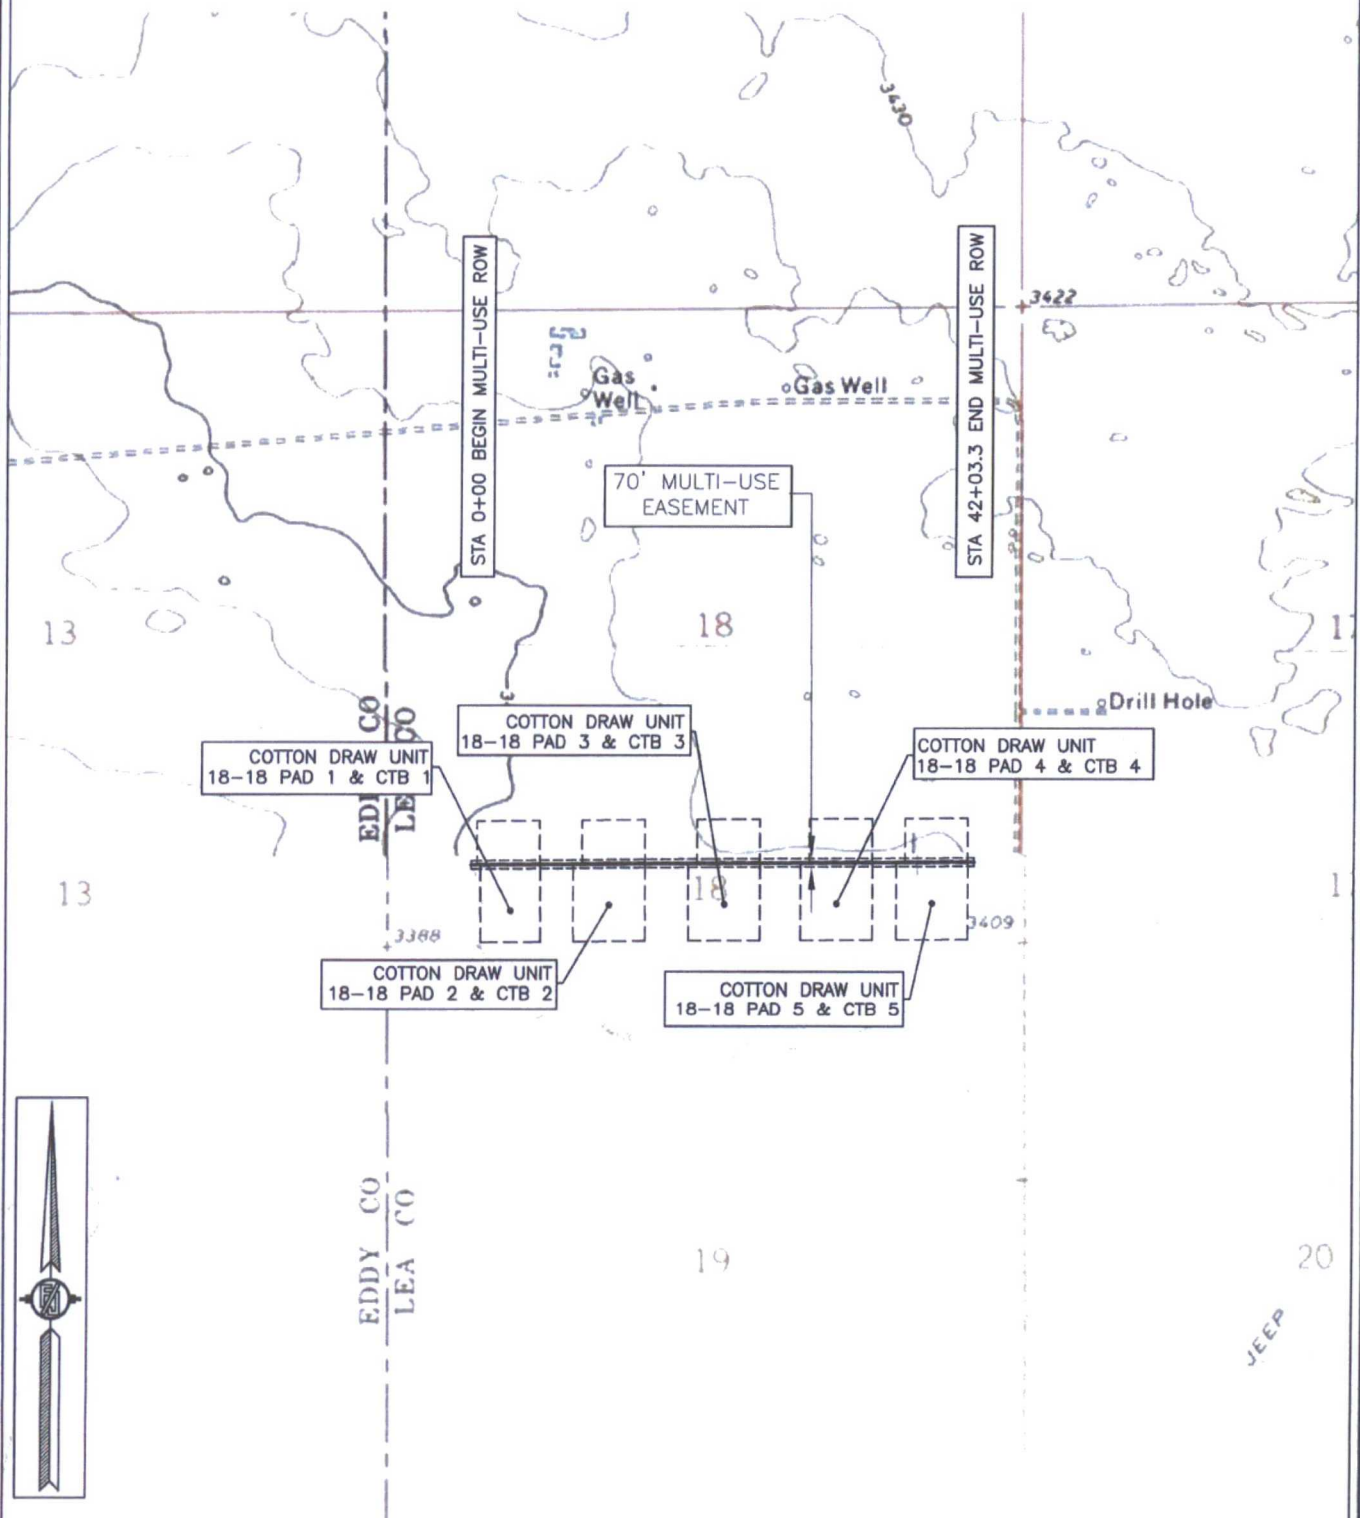 3430
3422
STA 0+00 BEGIN MULTI-USE ROW
STA 42+03.3 END MULTI-USE ROW
Gas
Well
Gas Well
70' MULTI-USE
EASEMENT
13
18
Drill Hole
EDDY CO
LEA CO
COTTON DRAW UNIT
18-18 PAD 1 & CTB 1
COTTON DRAW UNIT
18-18 PAD 3 & CTB 3
COTTON DRAW UNIT
18-18 PAD 4 & CTB 4
13
18
3388
3409
COTTON DRAW UNIT
18-18 PAD 2 & CTB 2
COTTON DRAW UNIT
18-18 PAD 5 & CTB 5
EDDY CO
LEA CO
19
20
JEEP